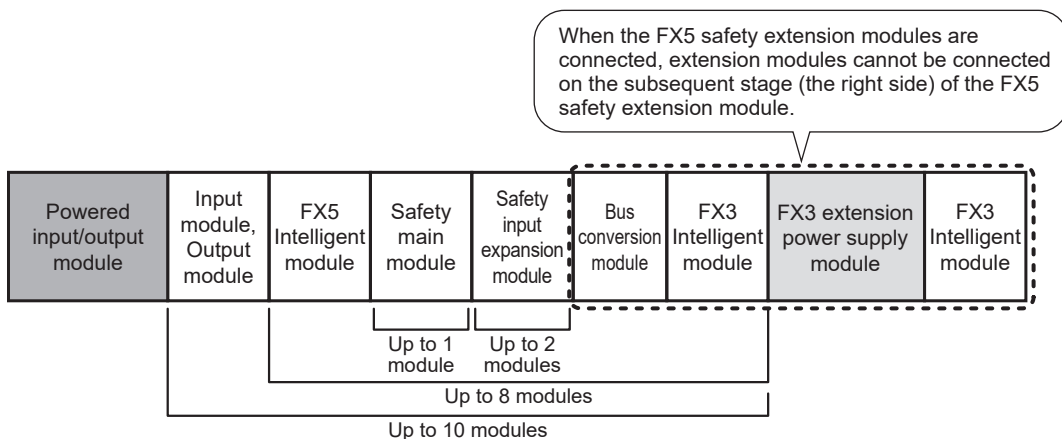 When the FX5 safety extension modules are
connected, extension modules cannot be connected
on the subsequent stage (the right side) of the FX5
safety extension module.
Powered
input/output
module
Input
module,
Output
module
FX5
Intelligent
module
Safety
main
module
Safety
input
expansion
module
Bus
conversion
module
FX3
Intelligent
module
FX3 extension
power supply
module
FX3
Intelligent
module
Up to 1
module
Up to 2
modules
Up to 8 modules
Up to 10 modules